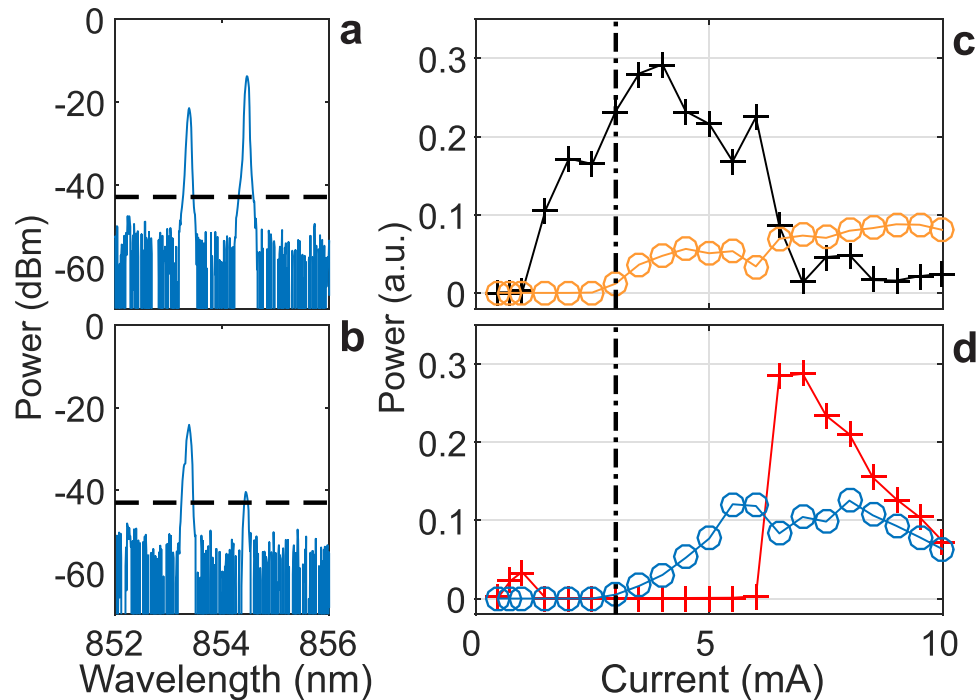 a
0
-20
-40
-60
b
0
-20
-40
-60
852 854 856
Wavelength (nm)
Power (dBm)
c
0.3
0.2
0.1
0
d
0.3
0.2
0.1
0
0 5 10
Current (mA)
Power (a.u.)